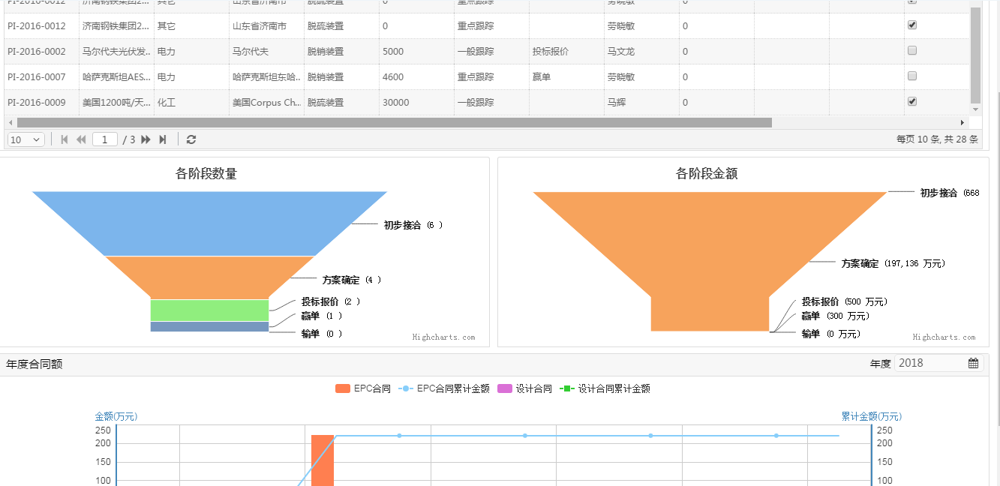 PI-2016-0012 济南钢铁集团2... 其它 山东省济南市 脱硫装置 0 重点跟踪 劳晓敏 0
PI-2016-0012 济南钢铁集团2... 其它 山东省济南市 脱硫装置 0 重点跟踪 劳晓敏 0
PI-2016-0002 马尔代夫光伏发.. 电力 马尔代夫 脱销装置 5000 一般跟踪 投标报价 马文龙 0
PI-2016-0007 哈萨克斯坦AES... 电力 哈萨克斯坦东哈.. 脱销装置 4600 重点跟踪 赢单 劳晓敏 0
PI-2016-0009 美国1200吨/天... 化工 美国Corpus Ch... 脱硫装置 30000 一般跟踪 马辉 0
10 1 / 3 每页 10 条, 共 28 条
各阶段数量
初步接洽 (6 )
方案确定 (4 )
投标报价 (2 )
赢单 (1 )
输单 (0 )
Highcharts.com
各阶段金额
初步接洽 (668
方案确定 (197,136 万元)
投标报价 (500 万元)
赢单 (300 万元)
输单 (0 万元)
Highcharts.com
年度合同额 年度 2018
EPC合同 EPC合同累计金额 设计合同 设计合同累计金额
金额(万元) 累计金额(万元)
250 250
200 200
150 150
100 100